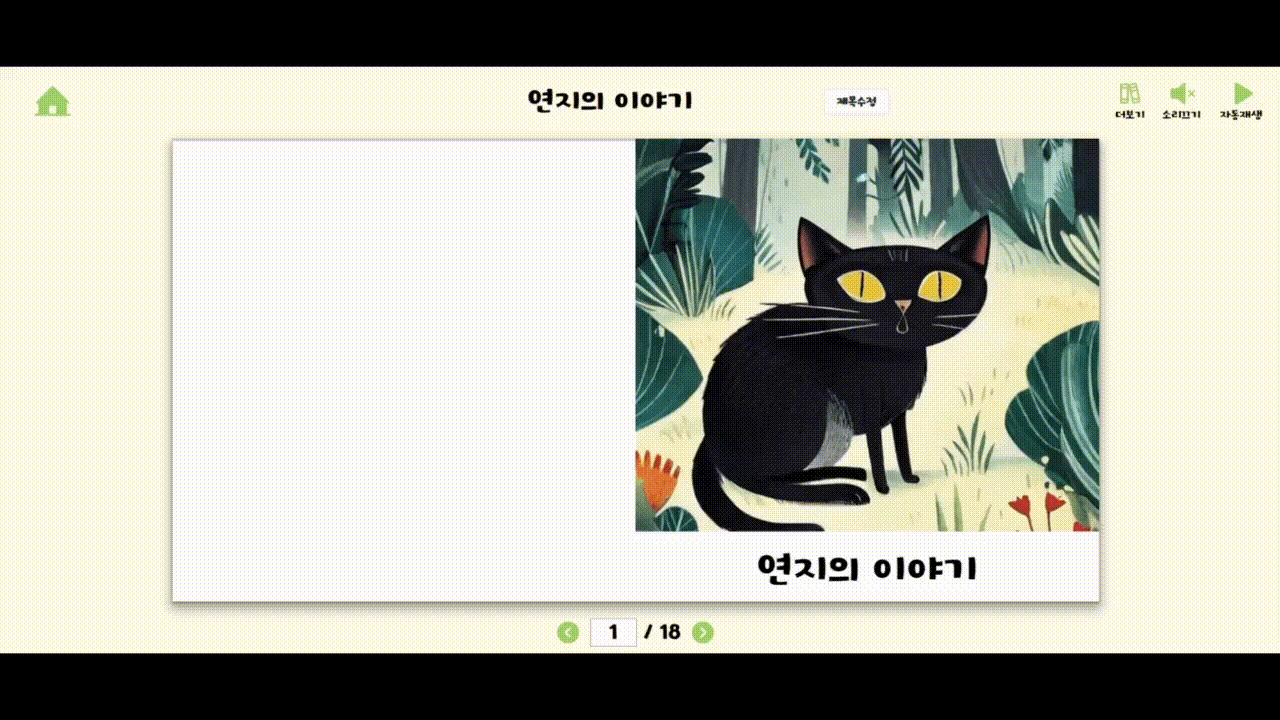 연지의 이야기
제목수정
더보기
소리끄기
자동재생
연지의 이야기
1 / 18